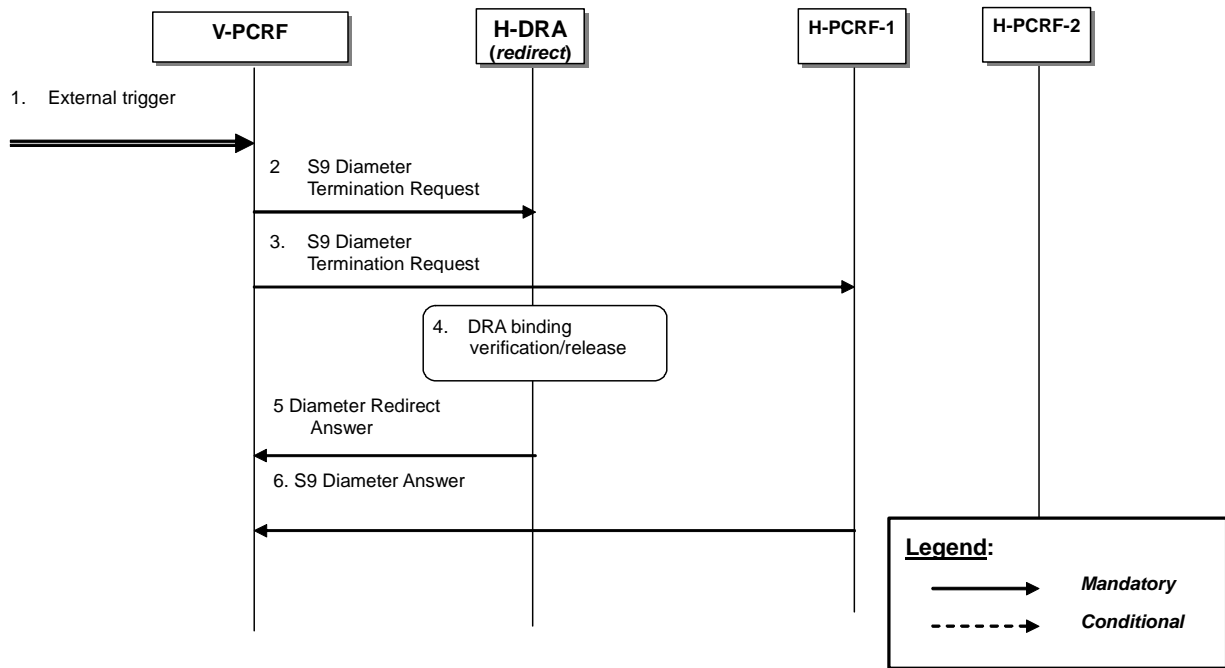 V-PCRF
H-DRA
(redirect)
H-PCRF-1
H-PCRF-2
1. External trigger
2 S9 Diameter
Termination Request
3. S9 Diameter
Termination Request
4. DRA binding
verification/release
5 Diameter Redirect
Answer
6. S9 Diameter Answer
Legend:
Mandatory
Conditional